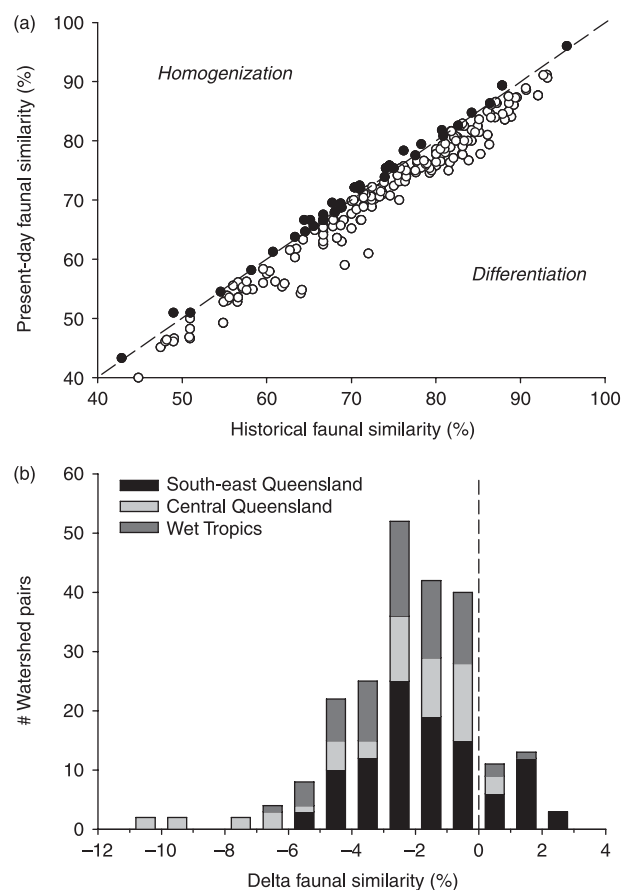 (a)
100
90
80
70
60
50
40
Present-day faunal similarity (%)
Homogenization
Differentiation
40 50 60 70 80 90 100
Historical faunal similarity (%)
(b)
60
50
40
30
20
10
0
# Watershed pairs
South-east Queensland
Central Queensland
Wet Tropics
−12 −10 −8 −6 −4 −2 0 2 4
Delta faunal similarity (%)